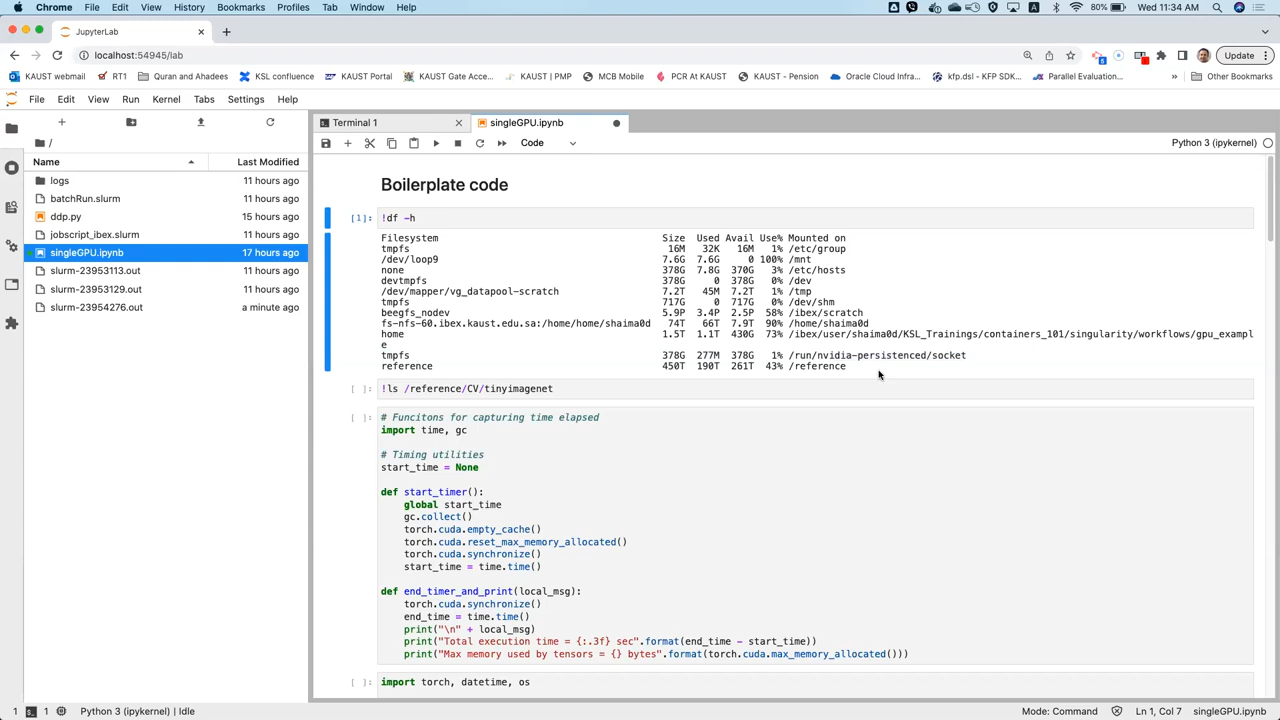 Chrome File Edit View History Bookmarks Profiles Tab Window Help A 80% Wed 11:34 AM
JupyterLab
localhost:54945/lab Update
KAUST webmail RT1 Quran and Ahadees KSL confluence KAUST Portal KAUST Gate Acce... KAUST | PMP MCB Mobile PCR At KAUST KAUST - Pension Oracle Cloud Infra... kfp.dsl - KFP SDK... Parallel Evaluation... » Other Bookmarks
File Edit View Run Kernel Tabs Settings Help
Terminal 1 singleGPU.ipynb
/
Code Python 3 (ipykernel)
Name Last Modified
logs 11 hours ago
batchRun.slurm 11 hours ago
ddp.py 15 hours ago
jobscript_ibex.slurm 11 hours ago
singleGPU.ipynb 17 hours ago
slurm-23953113.out 11 hours ago
slurm-23953129.out 11 hours ago
slurm-23954276.out a minute ago
Boilerplate code
[1]: !df -h
Filesystem Size Used Avail Use% Mounted on
tmpfs 16M 32K 16M 1% /etc/group
/dev/loop9 7.6G 7.6G 0 100% /mnt
none 378G 7.8G 370G 3% /etc/hosts
devtmpfs 378G 0 378G 0% /dev
/dev/mapper/vg_datapool-scratch 7.2T 45M 7.2T 1% /tmp
tmpfs 717G 0 717G 0% /dev/shm
beegfs_nodev 5.9P 3.4P 2.5P 58% /ibex/scratch
fs-nfs-60.ibex.kaust.edu.sa:/home/home/shaima0d 74T 66T 7.9T 90% /home/shaima0d
home 1.5T 1.1T 430G 73% /ibex/user/shaima0d/KSL_Trainings/containers_101/singularity/workflows/gpu_exampl
e
tmpfs 378G 277M 378G 1% /run/nvidia-persistenced/socket
reference 450T 190T 261T 43% /reference
[ ]: !ls /reference/CV/tinyimagenet
[ ]: # Funcitons for capturing time elapsed
import time, gc
# Timing utilities
start_time = None
def start_timer():
global start_time
gc.collect()
torch.cuda.empty_cache()
torch.cuda.reset_max_memory_allocated()
torch.cuda.synchronize()
start_time = time.time()
def end_timer_and_print(local_msg):
torch.cuda.synchronize()
end_time = time.time()
print("\n" + local_msg)
print("Total execution time = {:.3f} sec".format(end_time - start_time))
print("Max memory used by tensors = {} bytes".format(torch.cuda.max_memory_allocated()))
[ ]: import torch, datetime, os
1 1 Python 3 (ipykernel) | Idle Mode: Command Ln 1, Col 7 singleGPU.ipynb